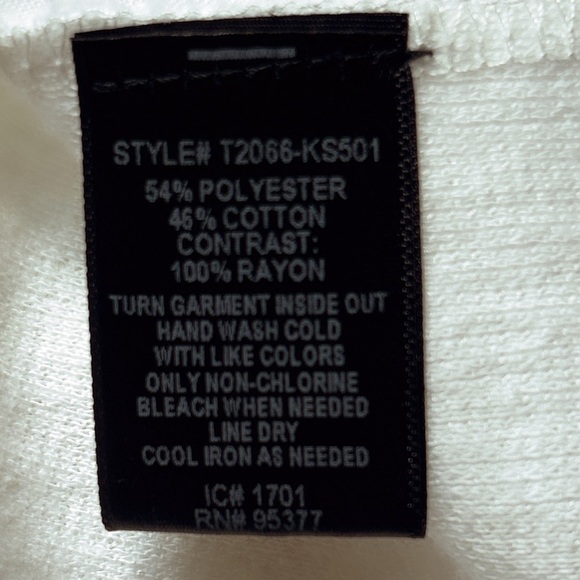 STYLE# T2066-KS501
54% POLYESTER
46% COTTON
CONTRAST:
100% RAYON
TURN GARMENT INSIDE OUT
HAND WASH COLD
WITH LIKE COLORS
ONLY NON-CHLORINE
BLEACH WHEN NEEDED
LINE DRY
COOL IRON AS NEEDED
IC# 1701
RN# 95377